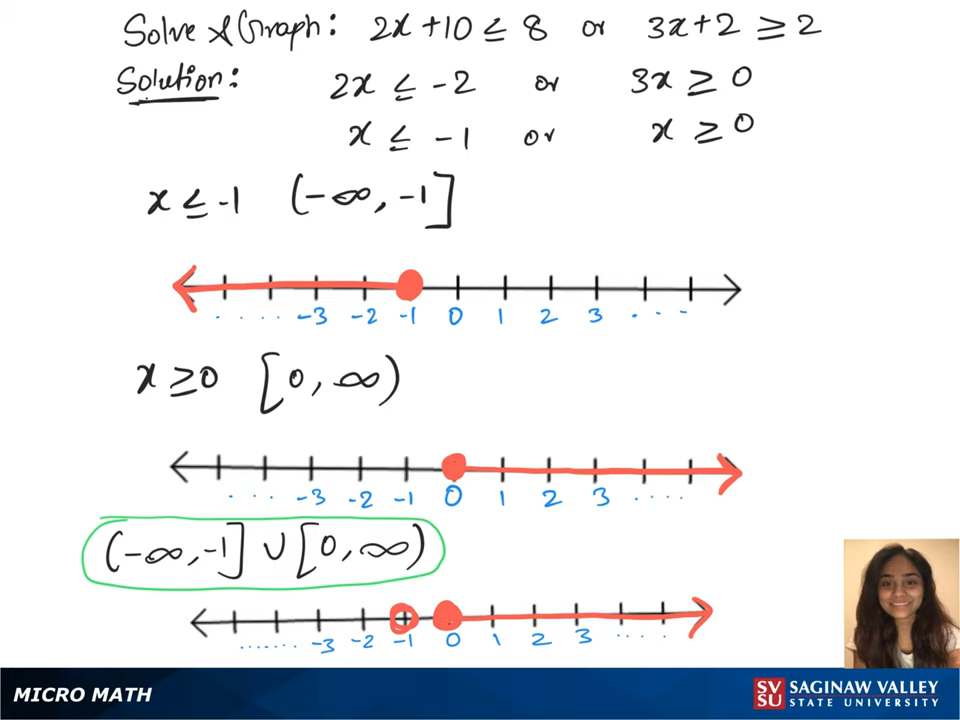 Solve & Graph: 2x + 10 ≤ 8 or 3x + 2 ≥ 2
Solution: 2x ≤ -2 or 3x ≥ 0
x ≤ -1 or x ≥ 0
x ≤ -1 (-∞, -1]
. . . . -3 -2 -1 0 1 2 3 . . .
x ≥ 0 [0, ∞)
. . . . -3 -2 -1 0 1 2 3 . . . .
(-∞, -1] ∪ [0, ∞)
. . . . . . . -3 -2 -1 0 1 2 3 . . . .
MICRO MATH
SV
SU
SAGINAW VALLEY
STATE UNIVERSITY